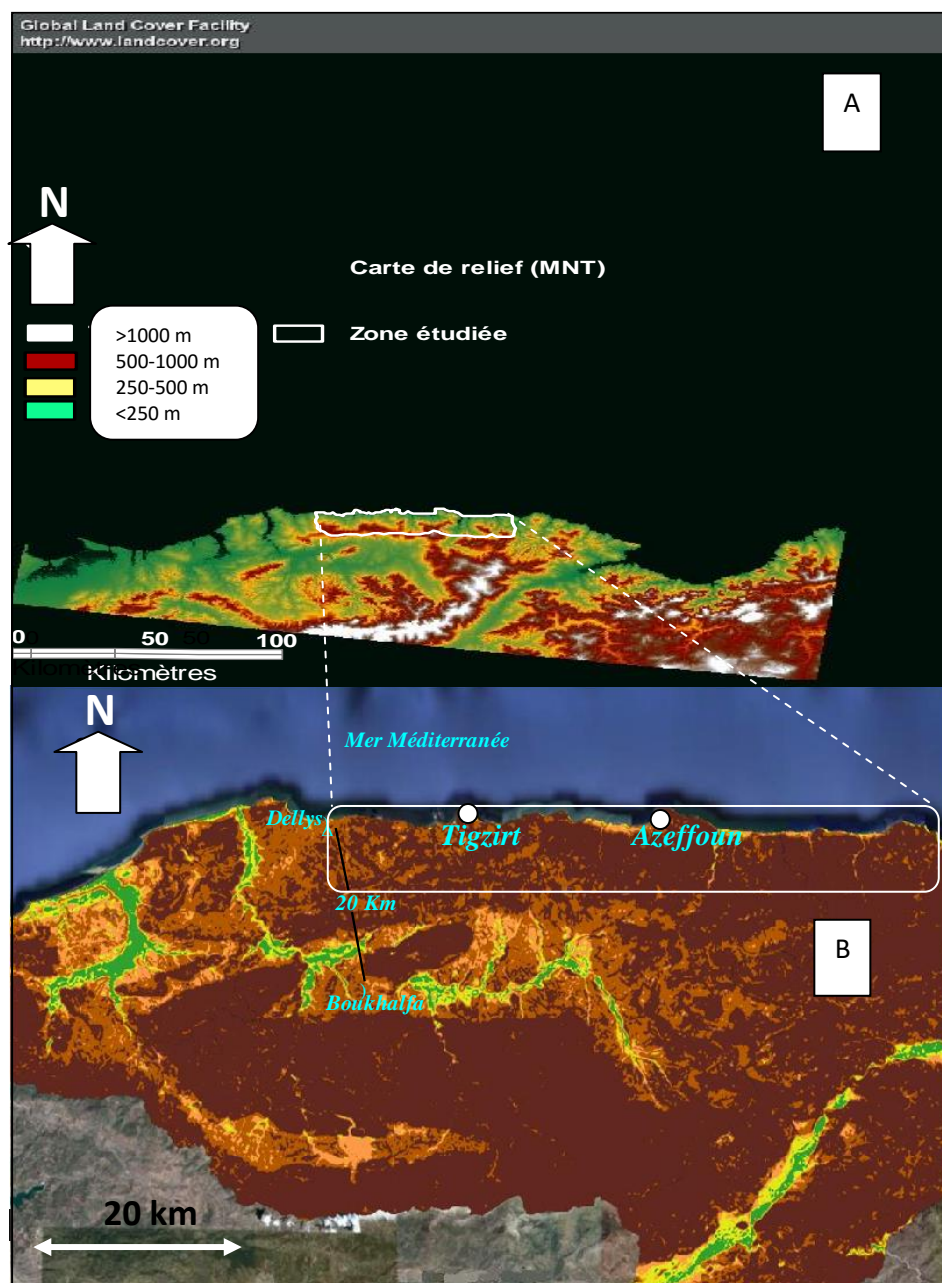 Global Land Cover Facility
http://www.landcover.org
A
N
Carte de relief (MNT)
>1000 m
Zone étudiée
500-1000 m
250-500 m
<250 m
0 50 100
Kilomètres
N
Mer Méditerranée
Dellys
Tigzirt
Azeffoun
20 Km
B
Boukhalfa
20 km